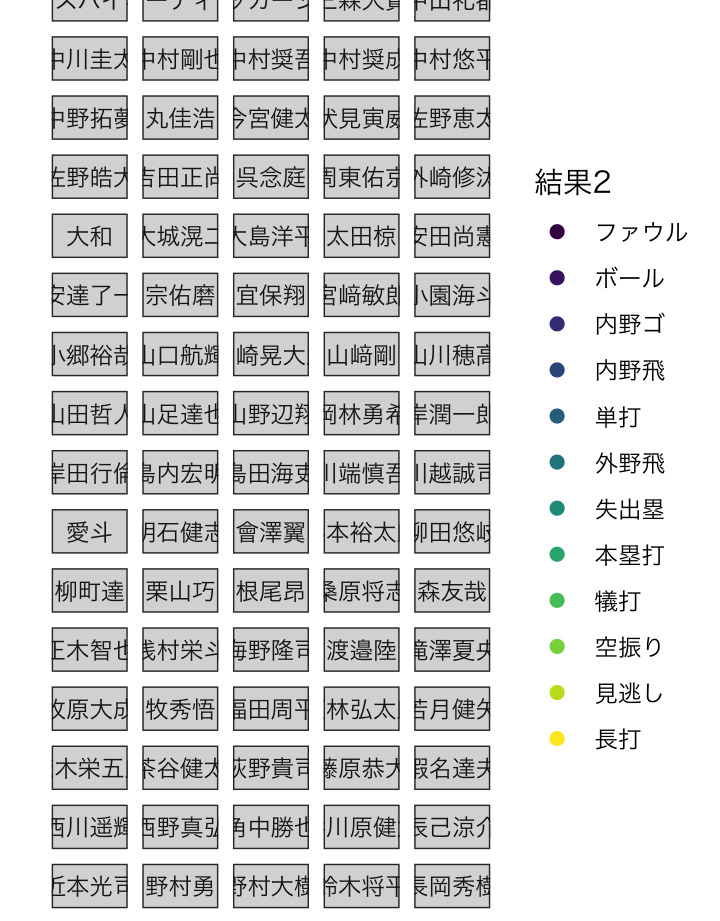 中川圭太 中村剛也 中村奨吾 中村奨成 中村悠平
中野拓夢 丸佳浩 今宮健太 伏見寅威 佐野恵太
佐野皓大 吉田正尚 呉念庭 周東佑京 外崎修汰
大和 大城滉二 大島洋平 太田椋 安田尚憲
安達了一 宗佑磨 宜保翔 宮﨑敏郎 小園海斗
小郷裕哉 山口航輝 崎晃大 山﨑剛 山川穂高
山田哲人 山足達也 山野辺翔 岡林勇希 岸潤一郎
岸田行倫 島内宏明 島田海吏 川端慎吾 川越誠司
愛斗 明石健志 會澤翼 本裕太 柳田悠岐
柳町達 栗山巧 根尾昂 桑原将志 森友哉
正木智也 浅村栄斗 海野隆司 渡邉陸 滝澤夏央
牧原大成 牧秀悟 福田周平 林弘太 若月健矢
木栄五 茶谷健太 荻野貴司 藤原恭大 嘉名達夫
西川遥輝 西野真弘 角中勝也 川原健 辰己涼介
近本光司 野村勇 野村大樹 鈴木将平 長岡秀樹
結果2
ファウル
ボール
内野ゴ
内野飛
単打
外野飛
失出塁
本塁打
犠打
空振り
見逃し
長打